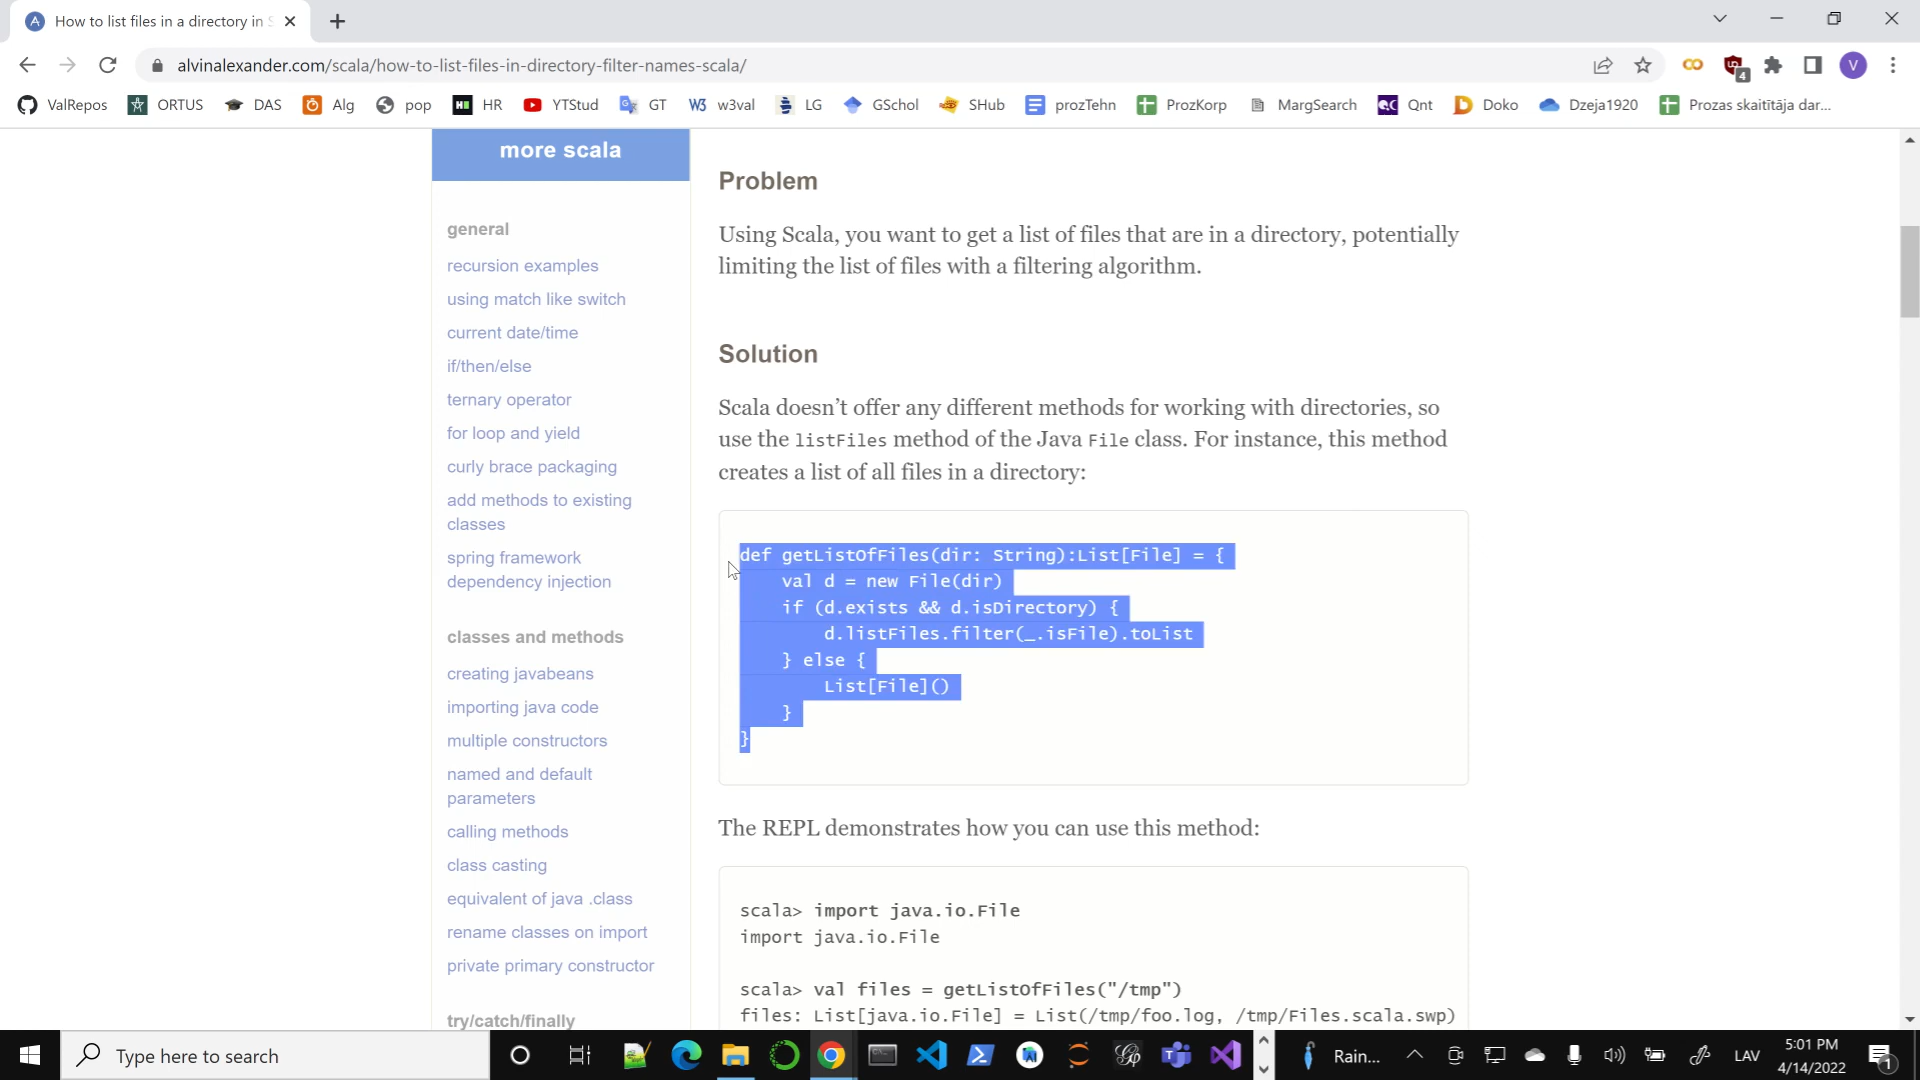 How to list files in a directory in S
alvinalexander.com/scala/how-to-list-files-in-directory-filter-names-scala/
4
V
ValRepos
ORTUS
DAS
Alg
pop
HR
YTStud
GT
w3val
LG
GSchol
SHub
prozTehn
ProzKorp
MargSearch
Qnt
Doko
Dzeja1920
Prozas skaitītāja dar...
more scala
general
recursion examples
using match like switch
current date/time
if/then/else
ternary operator
for loop and yield
curly brace packaging
add methods to existing
classes
spring framework
dependency injection
classes and methods
creating javabeans
importing java code
multiple constructors
named and default
parameters
calling methods
class casting
equivalent of java .class
rename classes on import
private primary constructor
try/catch/finally
Problem
Using Scala, you want to get a list of files that are in a directory, potentially
limiting the list of files with a filtering algorithm.
Solution
Scala doesn’t offer any different methods for working with directories, so
use the listFiles method of the Java File class. For instance, this method
creates a list of all files in a directory:
def getListOfFiles(dir: String):List[File] = {
    val d = new File(dir)
    if (d.exists && d.isDirectory) {
        d.listFiles.filter(_.isFile).toList
    } else {
        List[File]()
    }
}
The REPL demonstrates how you can use this method:
scala> import java.io.File
import java.io.File
scala> val files = getListOfFiles("/tmp")
files: List[java.io.File] = List(/tmp/foo.log, /tmp/Files.scala.swp)
Type here to search
Rain...
LAV
5:01 PM
4/14/2022
1